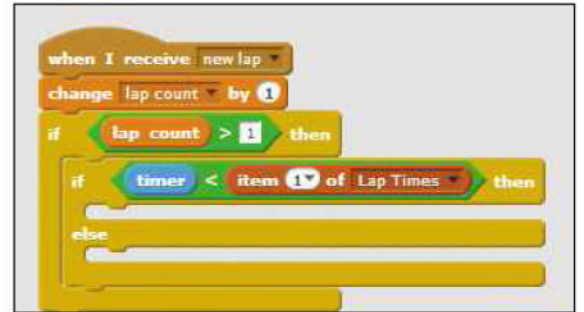 when I receive new lap
change lap count by 1
if lap count > 1 then
if timer < item 1 of Lap Times then
else